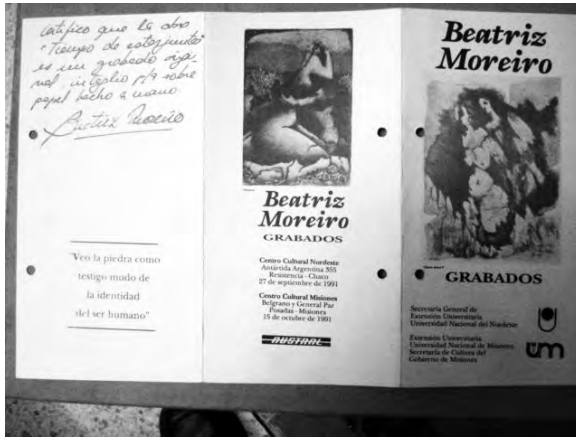 Certifico que la obra
"Tiempo de estar juntos"
es un grabado origi-
nal, intaglio p/a sobre
papel hecho a mano.
Beatriz Moreiro
"Veo la piedra como
testigo mudo de
la identidad
del ser humano"
Beatriz
Moreiro
GRABADOS
Centro Cultural Nordeste
Antártida Argentina 355
Resistencia - Chaco
27 de septiembre de 1991
Centro Cultural Misiones
Belgrano y General Paz
Posadas - Misiones
15 de octubre de 1991
AUSTRAL
Beatriz
Moreiro
GRABADOS
Secretaría General de
Extensión Universitaria
Universidad Nacional del Nordeste
Extensión Universitaria
Universidad Nacional de Misiones
Secretaría de Cultura del
Gobierno de Misiones